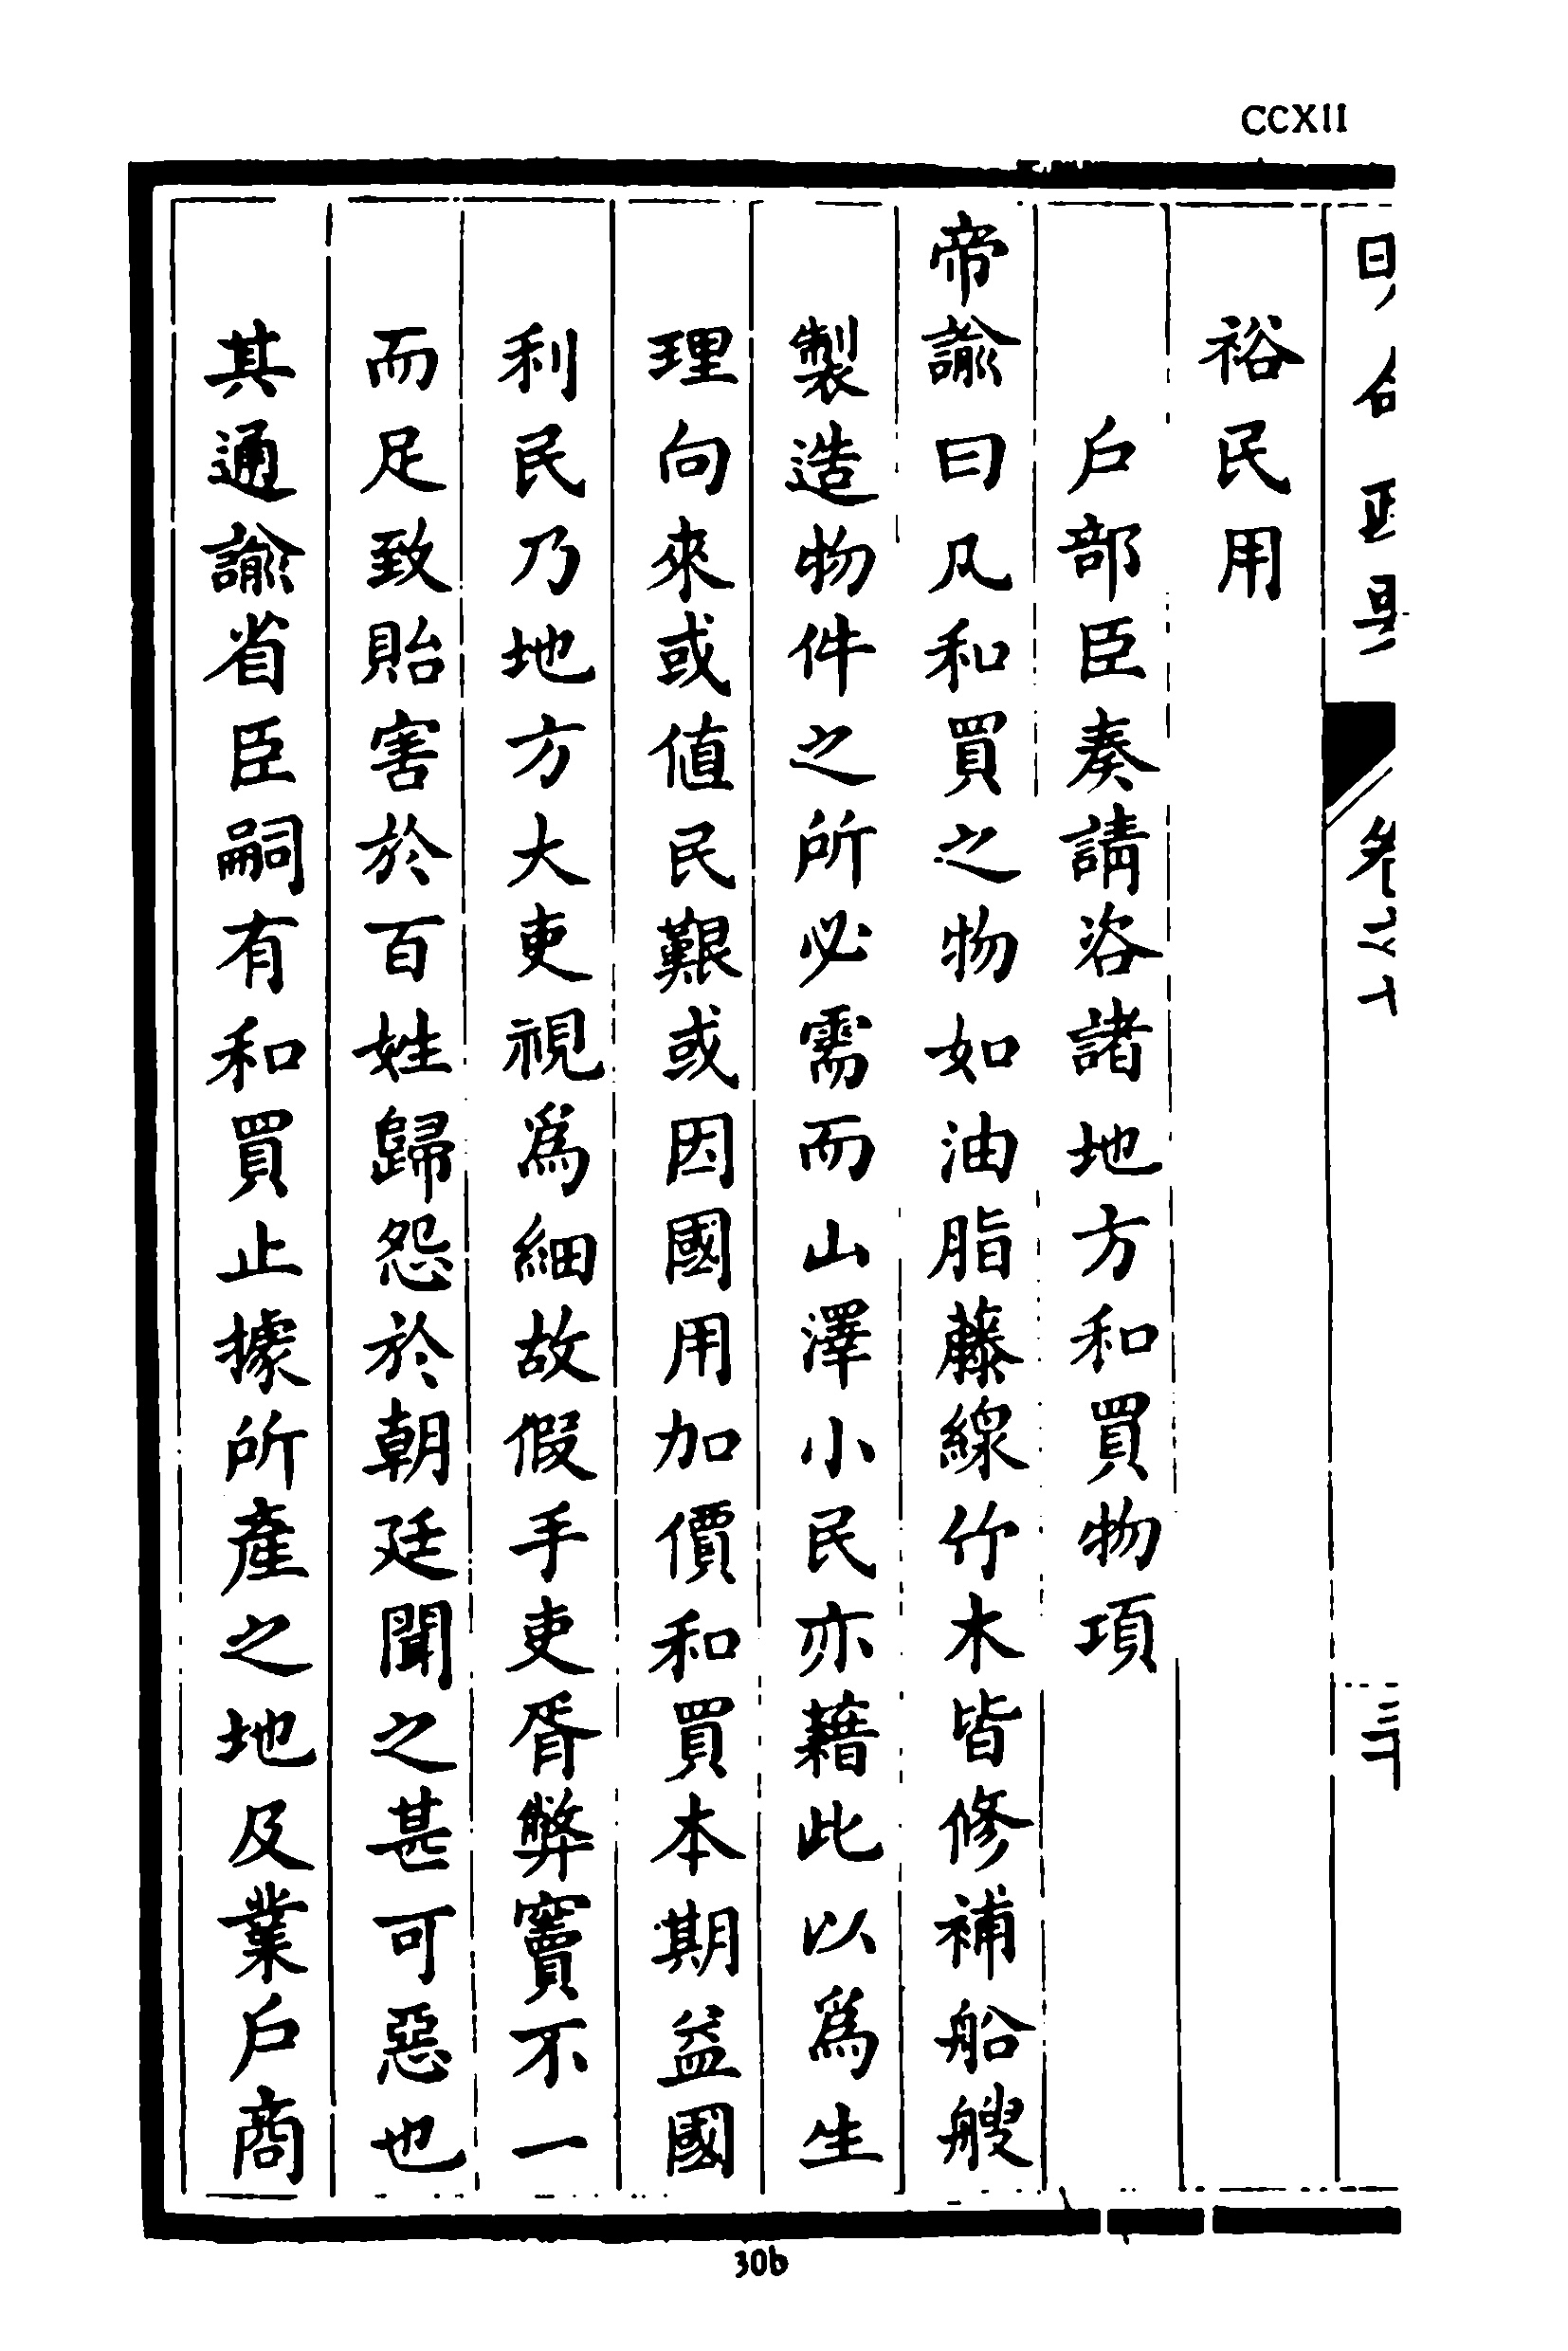 CCXII
裕民用
戶部臣奏請咨諸地方和買物項
帝諭曰凡和買之物如油脂藤線竹木皆修補船艘
製造物件之所必需而山澤小民亦藉此以爲生
理向來或値民艱或因國用加價和買本期益國
利民乃地方大吏視爲細故假手吏胥弊竇不一
而足致貽害於百姓歸怨於朝廷聞之甚可惡也
其通諭省臣嗣有和買止據所產之地及業戶商
30b